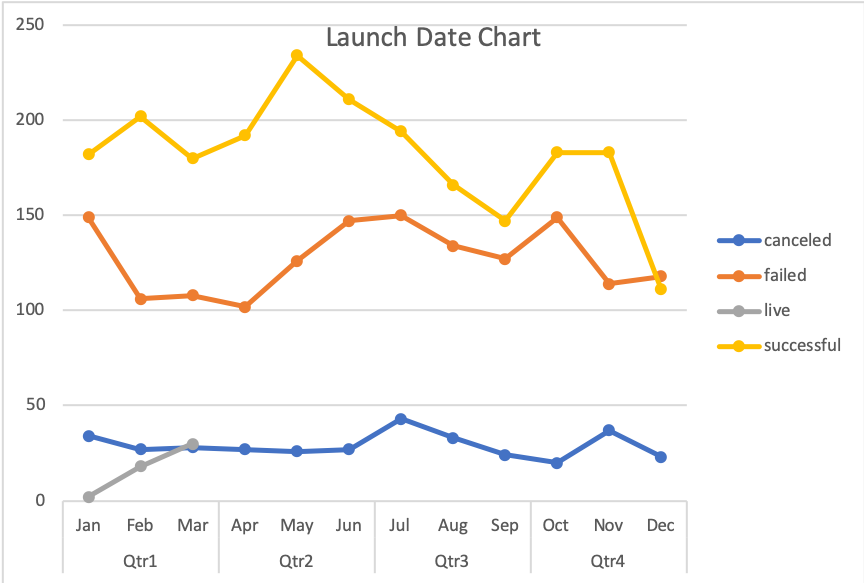 Launch Date Chart
250
200
150
100
50
0
Jan Feb Mar Apr May Jun Jul Aug Sep Oct Nov Dec
Qtr1 Qtr2 Qtr3 Qtr4
canceled
failed
live
successful